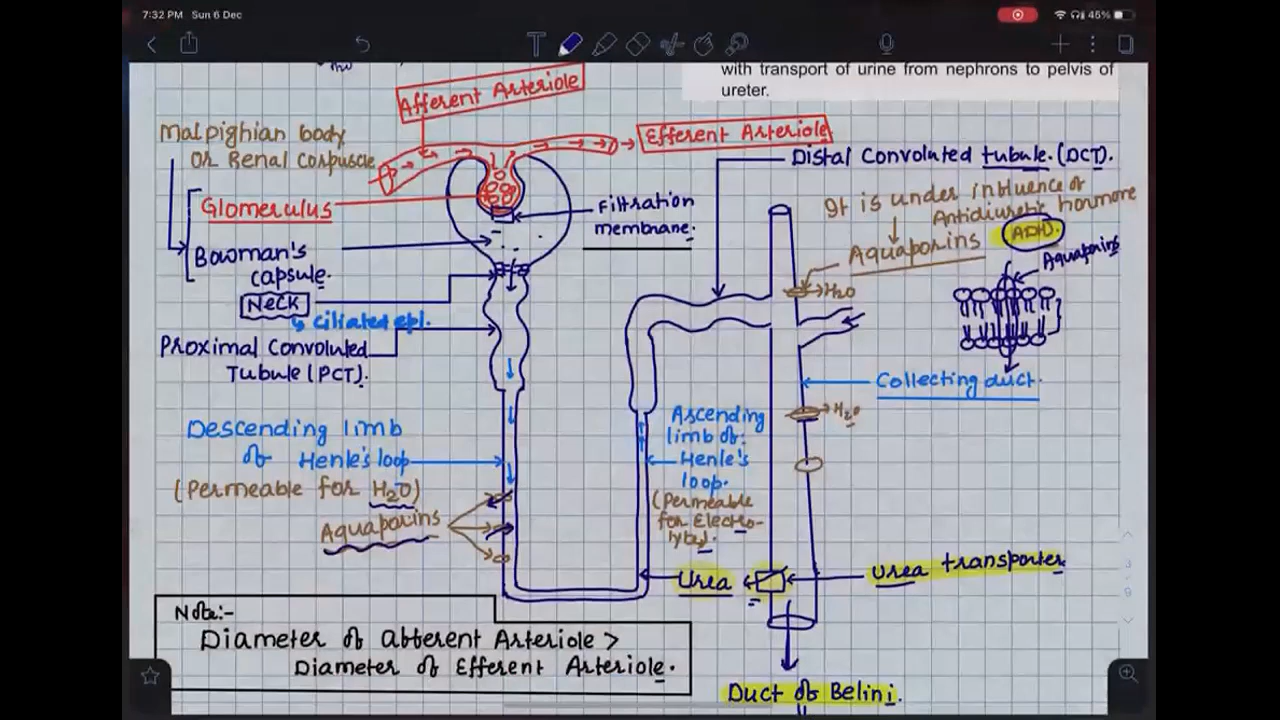 7:32 PM Sun 6 Dec
45%
T
with transport of urine from nephrons to pelvis of
ureter.
Afferent Arteriole
Malpighian body
Or Renal Corpuscle
Efferent Arteriole
Distal Convoluted tubule. (DCT).
It is under influence of
Antidiuretic hormone
ADH.
Aquaporins
Aquaporins
Glomerulus
Filtration
membrane.
Bowman's
Capsule.
Neck
ciliated epi.
H2O
Proximal Convoluted
Tubule (PCT).
Collecting duct.
H2O
Descending limb
of Henle's loop
(Permeable for H2O)
Aquaporins
Ascending
limb of
Henle's
loop.
(Permeable
for Electro-
lytes).
Urea
Urea transporter
Note:-
Diameter of afferent Arteriole >
Diameter of Efferent Arteriole.
Duct of Belini.